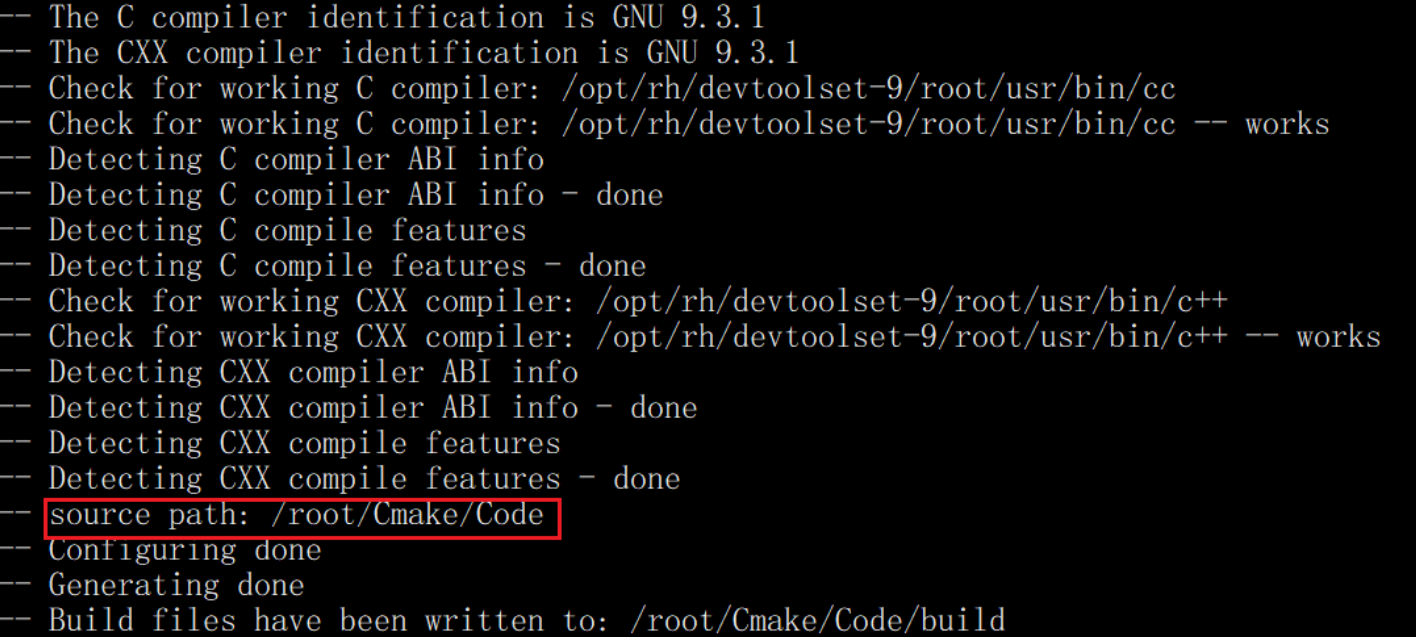 -- The C compiler identification is GNU 9.3.1
-- The CXX compiler identification is GNU 9.3.1
-- Check for working C compiler: /opt/rh/devtoolset-9/root/usr/bin/cc
-- Check for working C compiler: /opt/rh/devtoolset-9/root/usr/bin/cc -- works
-- Detecting C compiler ABI info
-- Detecting C compiler ABI info - done
-- Detecting C compile features
-- Detecting C compile features - done
-- Check for working CXX compiler: /opt/rh/devtoolset-9/root/usr/bin/c++
-- Check for working CXX compiler: /opt/rh/devtoolset-9/root/usr/bin/c++ -- works
-- Detecting CXX compiler ABI info
-- Detecting CXX compiler ABI info - done
-- Detecting CXX compile features
-- Detecting CXX compile features - done
-- source path: /root/Cmake/Code
-- Configuring done
-- Generating done
-- Build files have been written to: /root/Cmake/Code/build